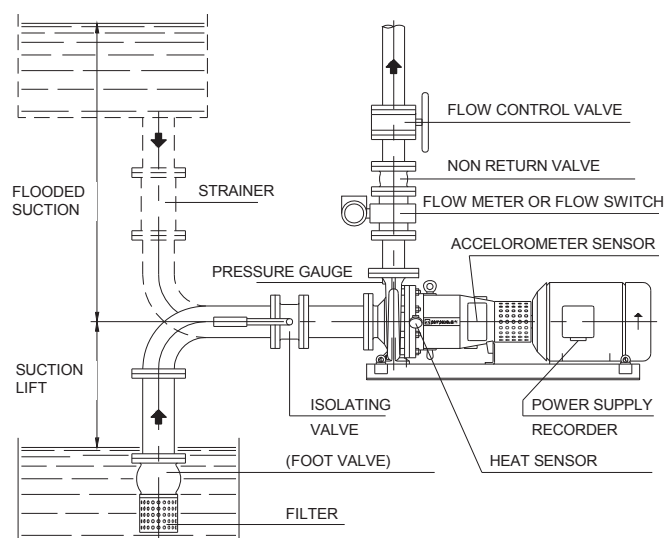 FLOW CONTROL VALVE
NON RETURN VALVE
FLOODED
SUCTION
STRAINER
FLOW METER OR FLOW SWITCH
ACCELOROMETER SENSOR
PRESSURE GAUGE
SUCTION
LIFT
ISOLATING
VALVE
POWER SUPPLY
RECORDER
(FOOT VALVE)
HEAT SENSOR
FILTER